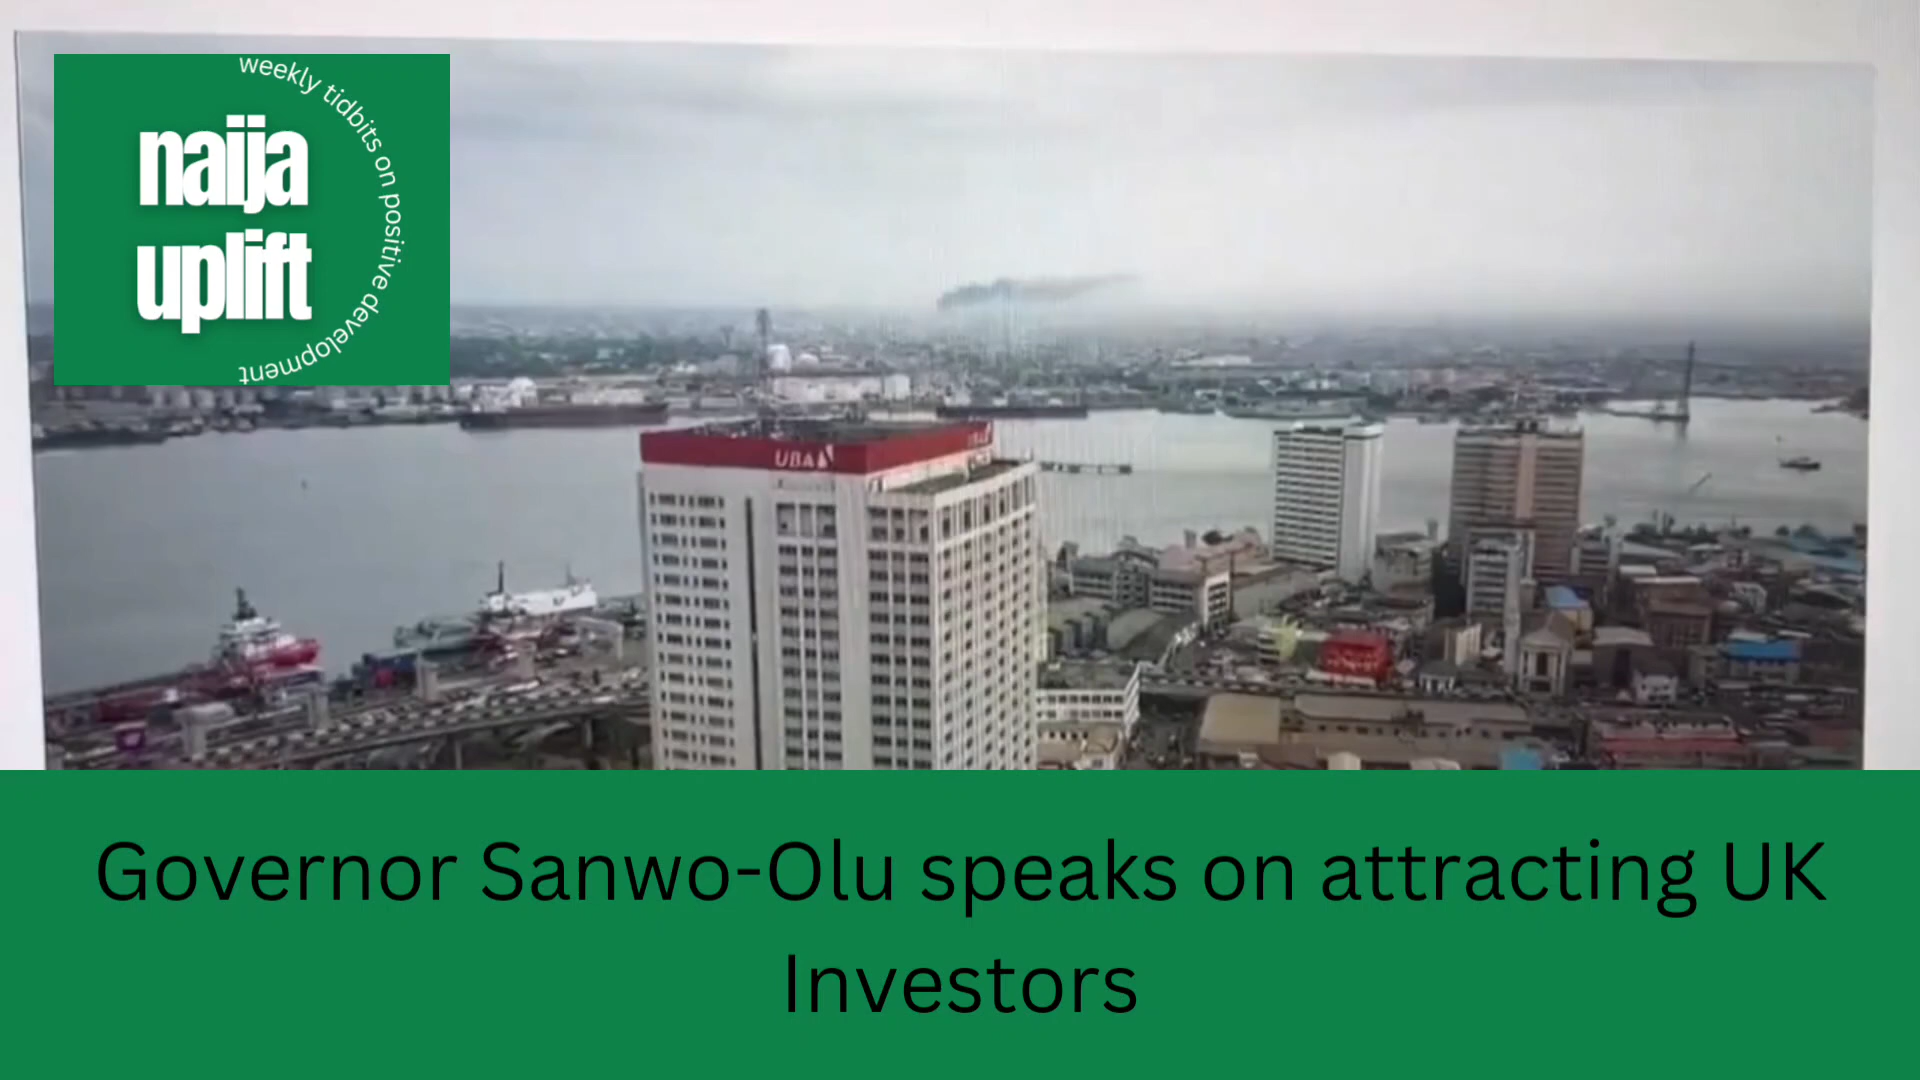 weekly tidbits on positive development
naija
uplift
UBA
Governor Sanwo-Olu speaks on attracting UK
Investors